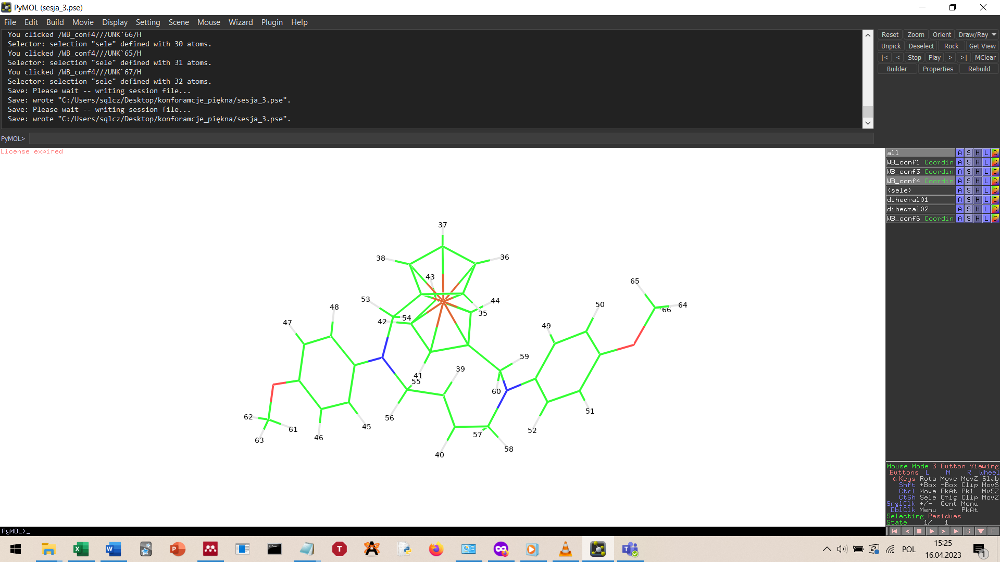 PyMOL (sesja_3.pse)
File Edit Build Movie Display Setting Scene Mouse Wizard Plugin Help
You clicked /WB_conf4///UNK`66/H
Selector: selection "sele" defined with 30 atoms.
You clicked /WB_conf4///UNK`65/H
Selector: selection "sele" defined with 31 atoms.
You clicked /WB_conf4///UNK`67/H
Selector: selection "sele" defined with 32 atoms.
Save: Please wait -- writing session file...
Save: wrote "C:/Users/sqlcz/Desktop/konforamcje_piękna/sesja_3.pse".
Save: Please wait -- writing session file...
Save: wrote "C:/Users/sqlcz/Desktop/konforamcje_piękna/sesja_3.pse".
PyMOL>
Reset Zoom Orient Draw/Ray
Unpick Deselect Rock Get View
|< < Stop Play > >| MClear
Builder Properties Rebuild
License expired
37
38
36
43
65
53
44
50
64
48
66
54
35
42
47
49
59
39
41
55
60
51
62
56
45
61
52
57
46
63
58
40
all A S H L C
WB_conf1 Coordin A S H L C
WB_conf3 Coordin A S H L C
WB_conf4 Coordin A S H L C
(sele) A S H L C
dihedral01 A S H L C
dihedral02 A S H L C
WB_conf6 Coordin A S H L C
Mouse Mode 3-Button Viewing
Buttons L M R Wheel
& Keys Rota Move MovZ Slab
Shft +Box -Box Clip MovS
Ctrl Move PkAt Pk1 MvSZ
CtSh Sele Orig Clip MovZ
SnglClk +/- Cent Menu
DblClk Menu - PkAt
Selecting Residues
State 1/ 1
S F
PyMOL>_
POL
15:25
16.04.2023
1